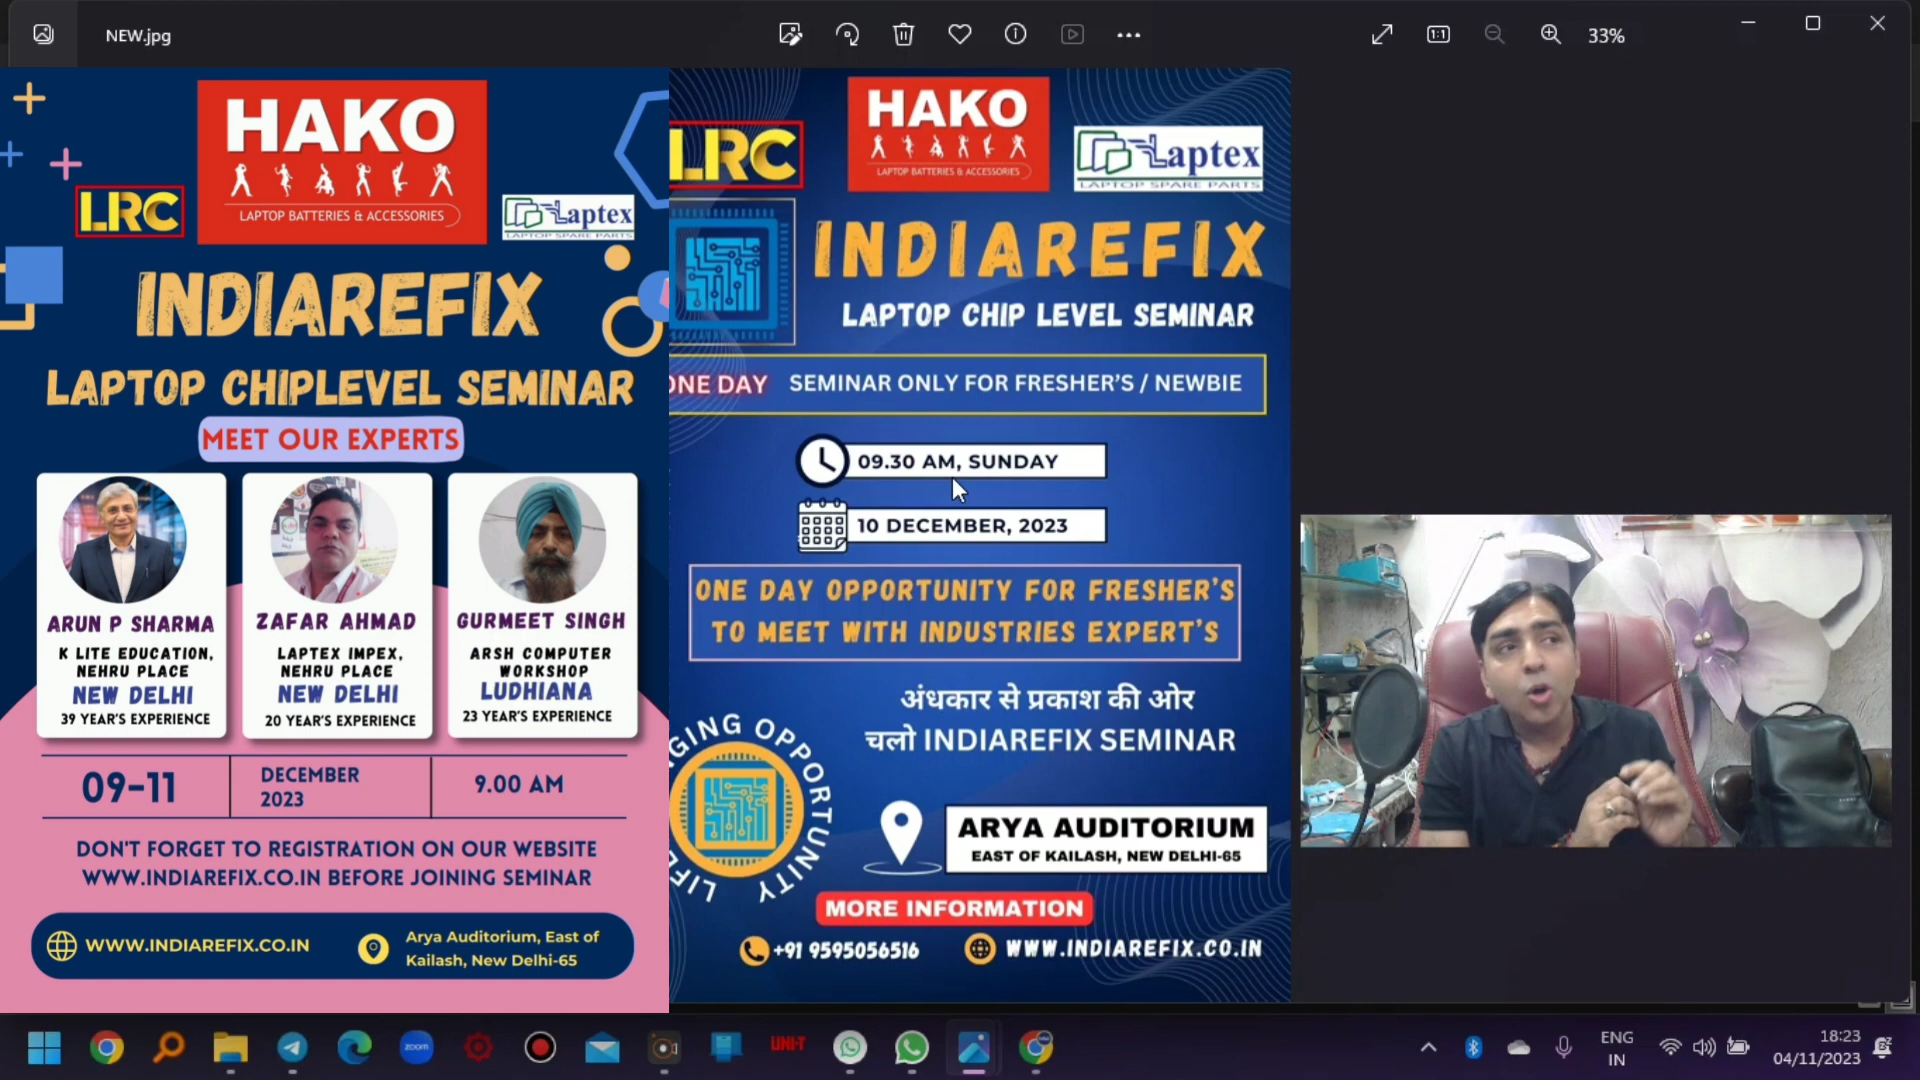 NEW.jpg
33%
HAKO
LAPTOP BATTERIES & ACCESSORIES
LRC
Laptex
LAPTOP SPARE PARTS
INDIAREFIX
LAPTOP CHIPLEVEL SEMINAR
MEET OUR EXPERTS
ARUN P SHARMA
K LITE EDUCATION,
NEHRU PLACE
NEW DELHI
39 YEAR'S EXPERIENCE
ZAFAR AHMAD
LAPTEX IMPEX,
NEHRU PLACE
NEW DELHI
20 YEAR'S EXPERIENCE
GURMEET SINGH
ARSH COMPUTER
WORKSHOP
LUDHIANA
23 YEAR'S EXPERIENCE
09-11
DECEMBER
2023
9.00 AM
DON'T FORGET TO REGISTRATION ON OUR WEBSITE
WWW.INDIAREFIX.CO.IN BEFORE JOINING SEMINAR
WWW.INDIAREFIX.CO.IN
Arya Auditorium, East of
Kailash, New Delhi-65
HAKO
LAPTOP BATTERIES & ACCESSORIES
LRC
Laptex
LAPTOP SPARE PARTS
INDIAREFIX
LAPTOP CHIP LEVEL SEMINAR
ONE DAY SEMINAR ONLY FOR FRESHER'S / NEWBIE
09.30 AM, SUNDAY
10 DECEMBER, 2023
ONE DAY OPPORTUNITY FOR FRESHER'S
TO MEET WITH INDUSTRIES EXPERT'S
अंधकार से प्रकाश की ओर
चलो INDIAREFIX SEMINAR
GING OPPORTUNITY
LIF
ARYA AUDITORIUM
EAST OF KAILASH, NEW DELHI-65
MORE INFORMATION
+91 9595056516
WWW.INDIAREFIX.CO.IN
zoom
UNI-T
ENG
IN
18:23
04/11/2023